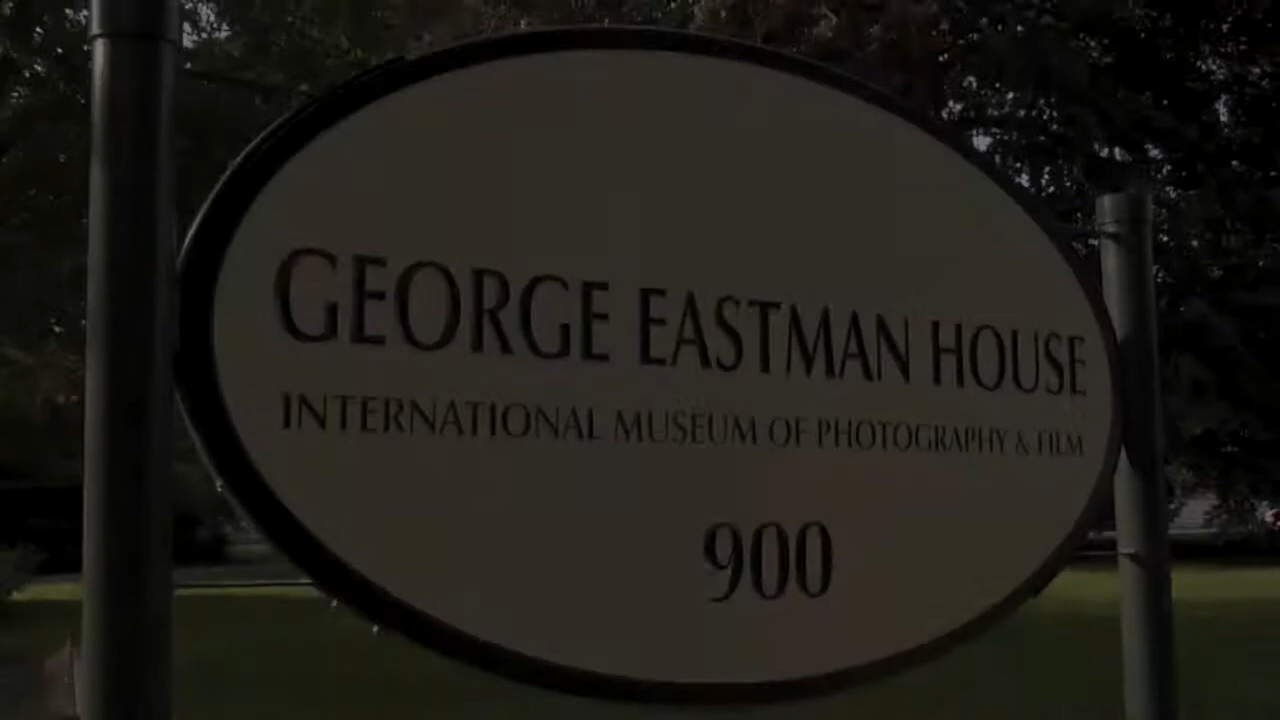 GEORGE EASTMAN HOUSE
INTERNATIONAL MUSEUM OF PHOTOGRAPHY & FILM
900